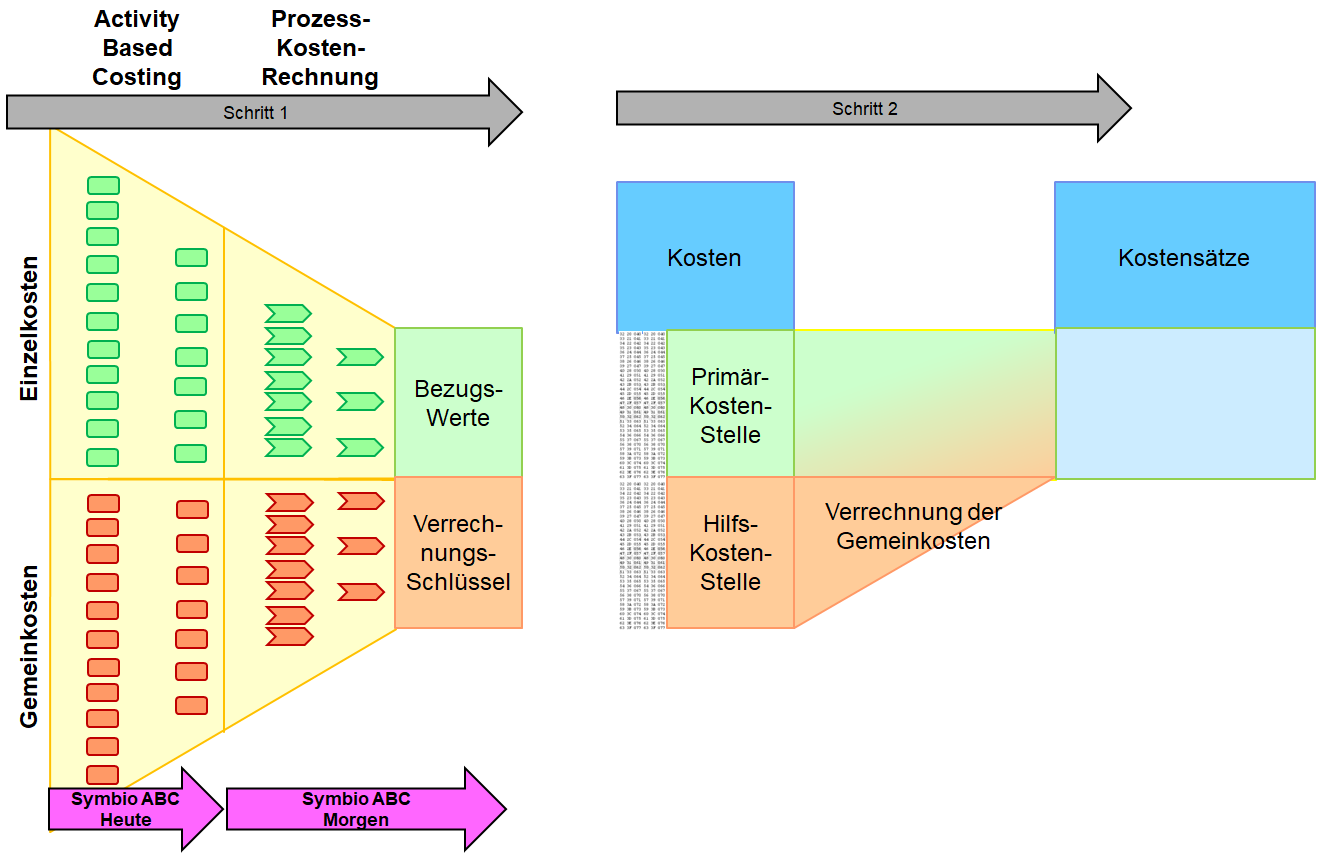 Activity
Based
Costing
Prozess-
Kosten-
Rechnung
Schritt 1
Schritt 2
Einzelkosten
Gemeinkosten
Bezugs-
Werte
Verrech-
nungs-
Schlüssel
Symbio ABC
Heute
Symbio ABC
Morgen
Kosten
Kostensätze
Primär-
Kosten-
Stelle
Hilfs-
Kosten-
Stelle
Verrechnung der
Gemeinkosten